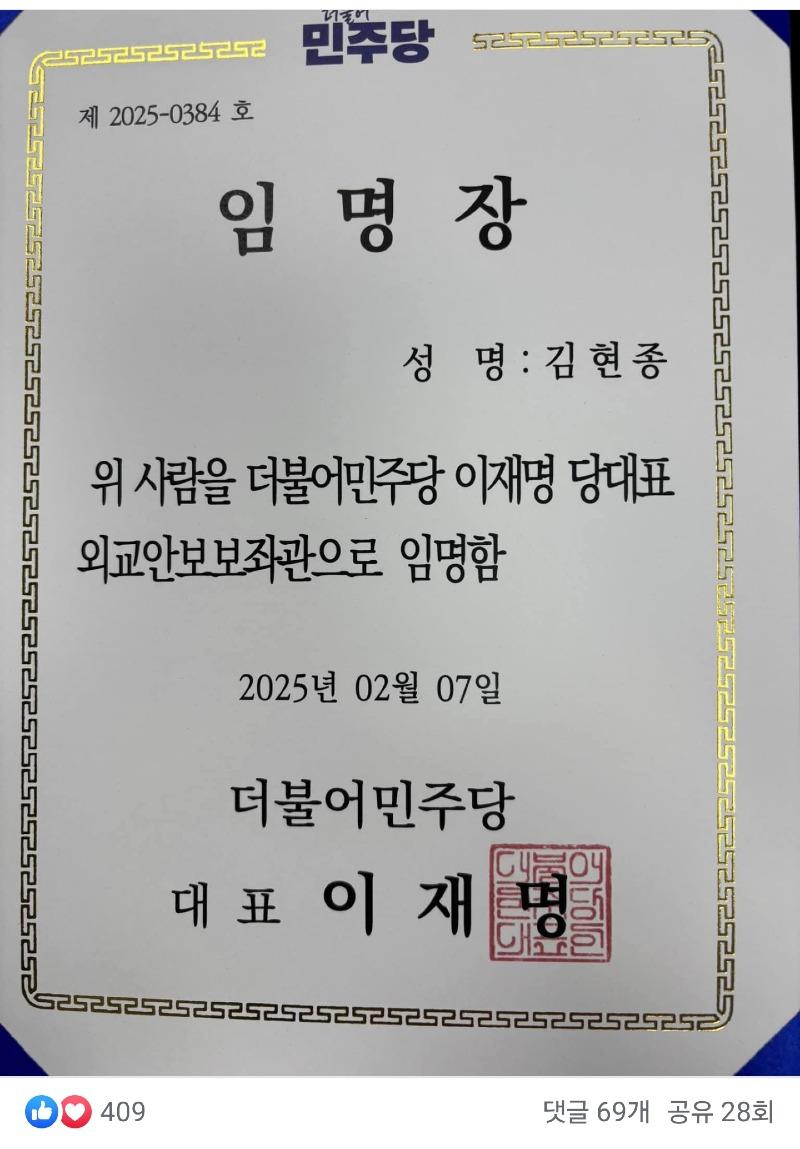 더불어
민주당
제 2025-0384 호
임 명 장
성 명 : 김 현 종
위 사람을 더불어민주당 이재명 당대표
외교안보보좌관으로 임명함
2025년 02월 07일
더불어민주당
대 표 이 재 명
409 댓글 69개 공유 28회